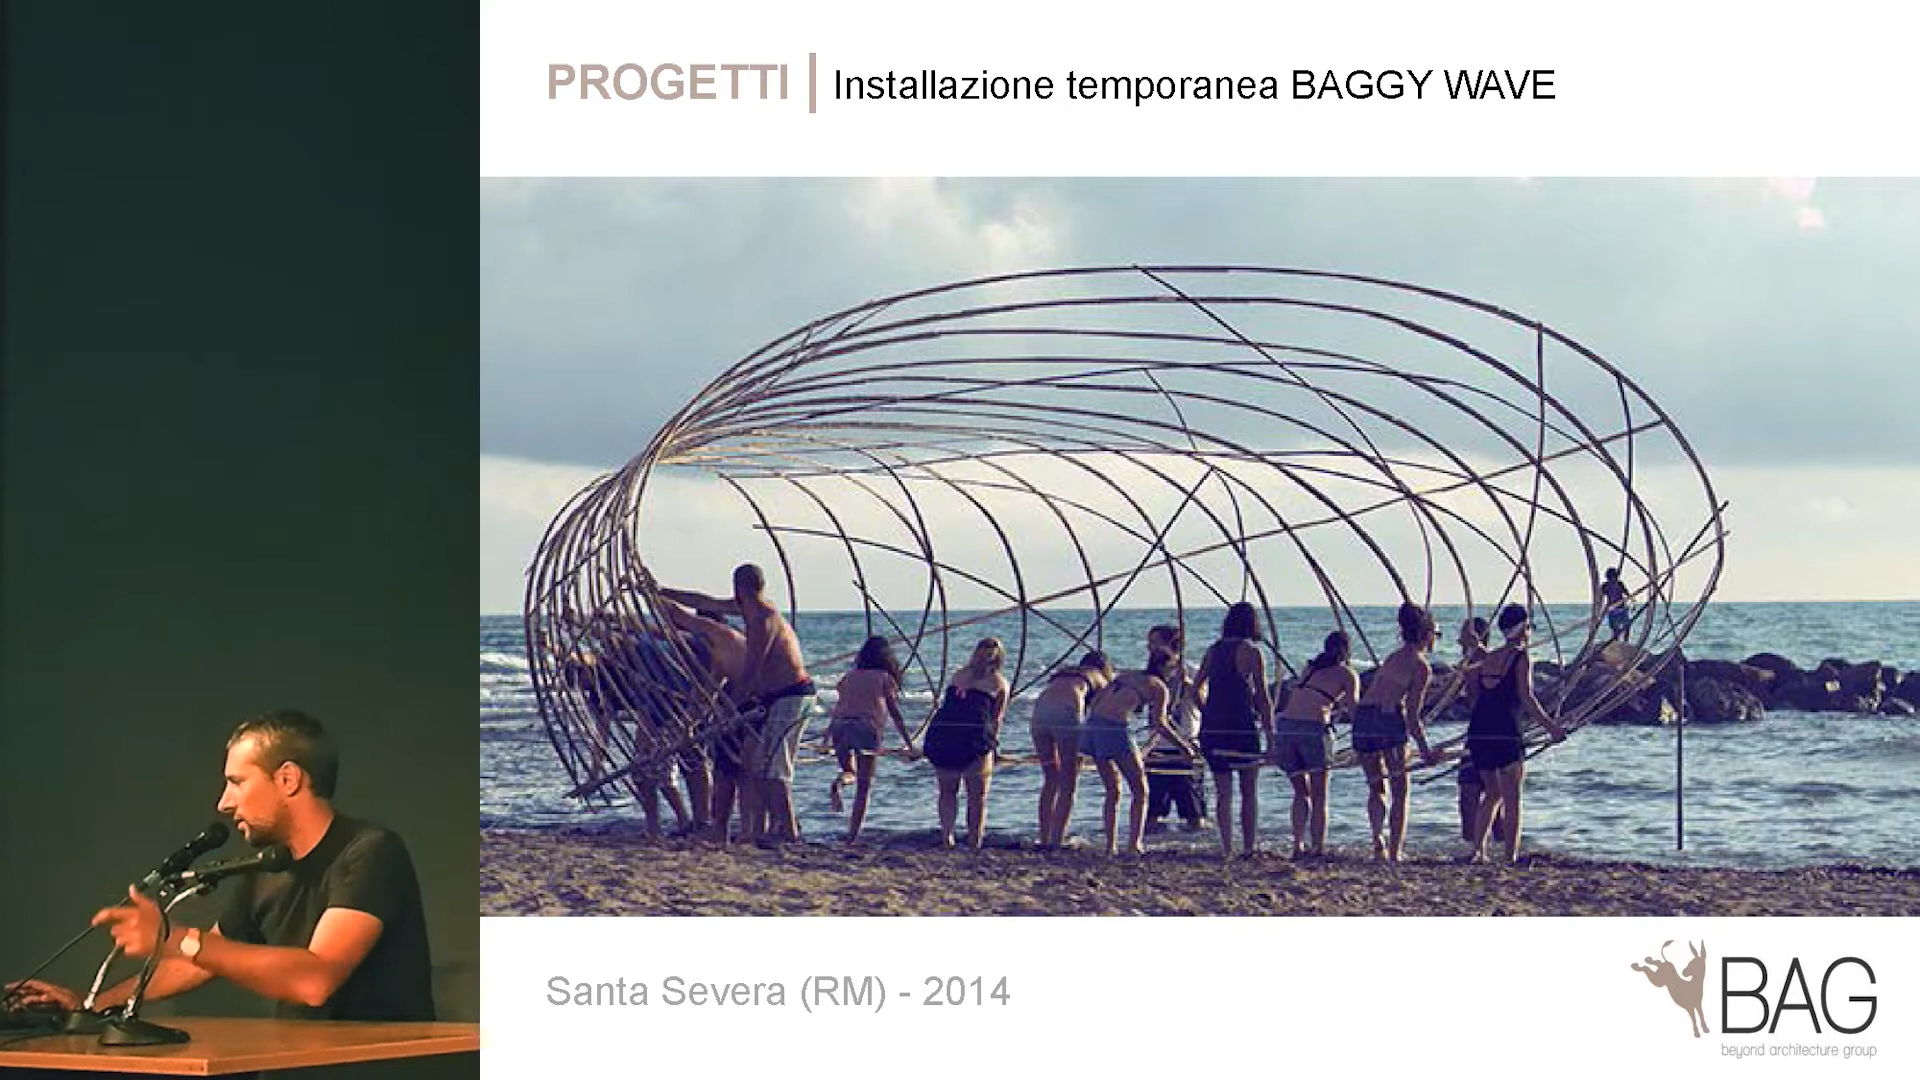 PROGETTI | Installazione temporanea BAGGY WAVE
Santa Severa (RM) - 2014
BAG
beyond architecture group